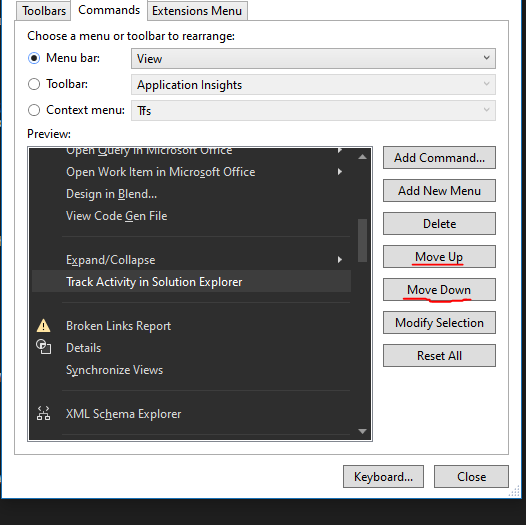 Toolbars Commands Extensions Menu
Choose a menu or toolbar to rearrange:
Menu bar: View
Toolbar: Application Insights
Context menu: Tfs
Preview:
Open Query in Microsoft Office
Open Work Item in Microsoft Office
Design in Blend...
View Code Gen File
Expand/Collapse
Track Activity in Solution Explorer
Broken Links Report
Details
Synchronize Views
XML Schema Explorer
Add Command...
Add New Menu
Delete
Move Up
Move Down
Modify Selection
Reset All
Keyboard... Close